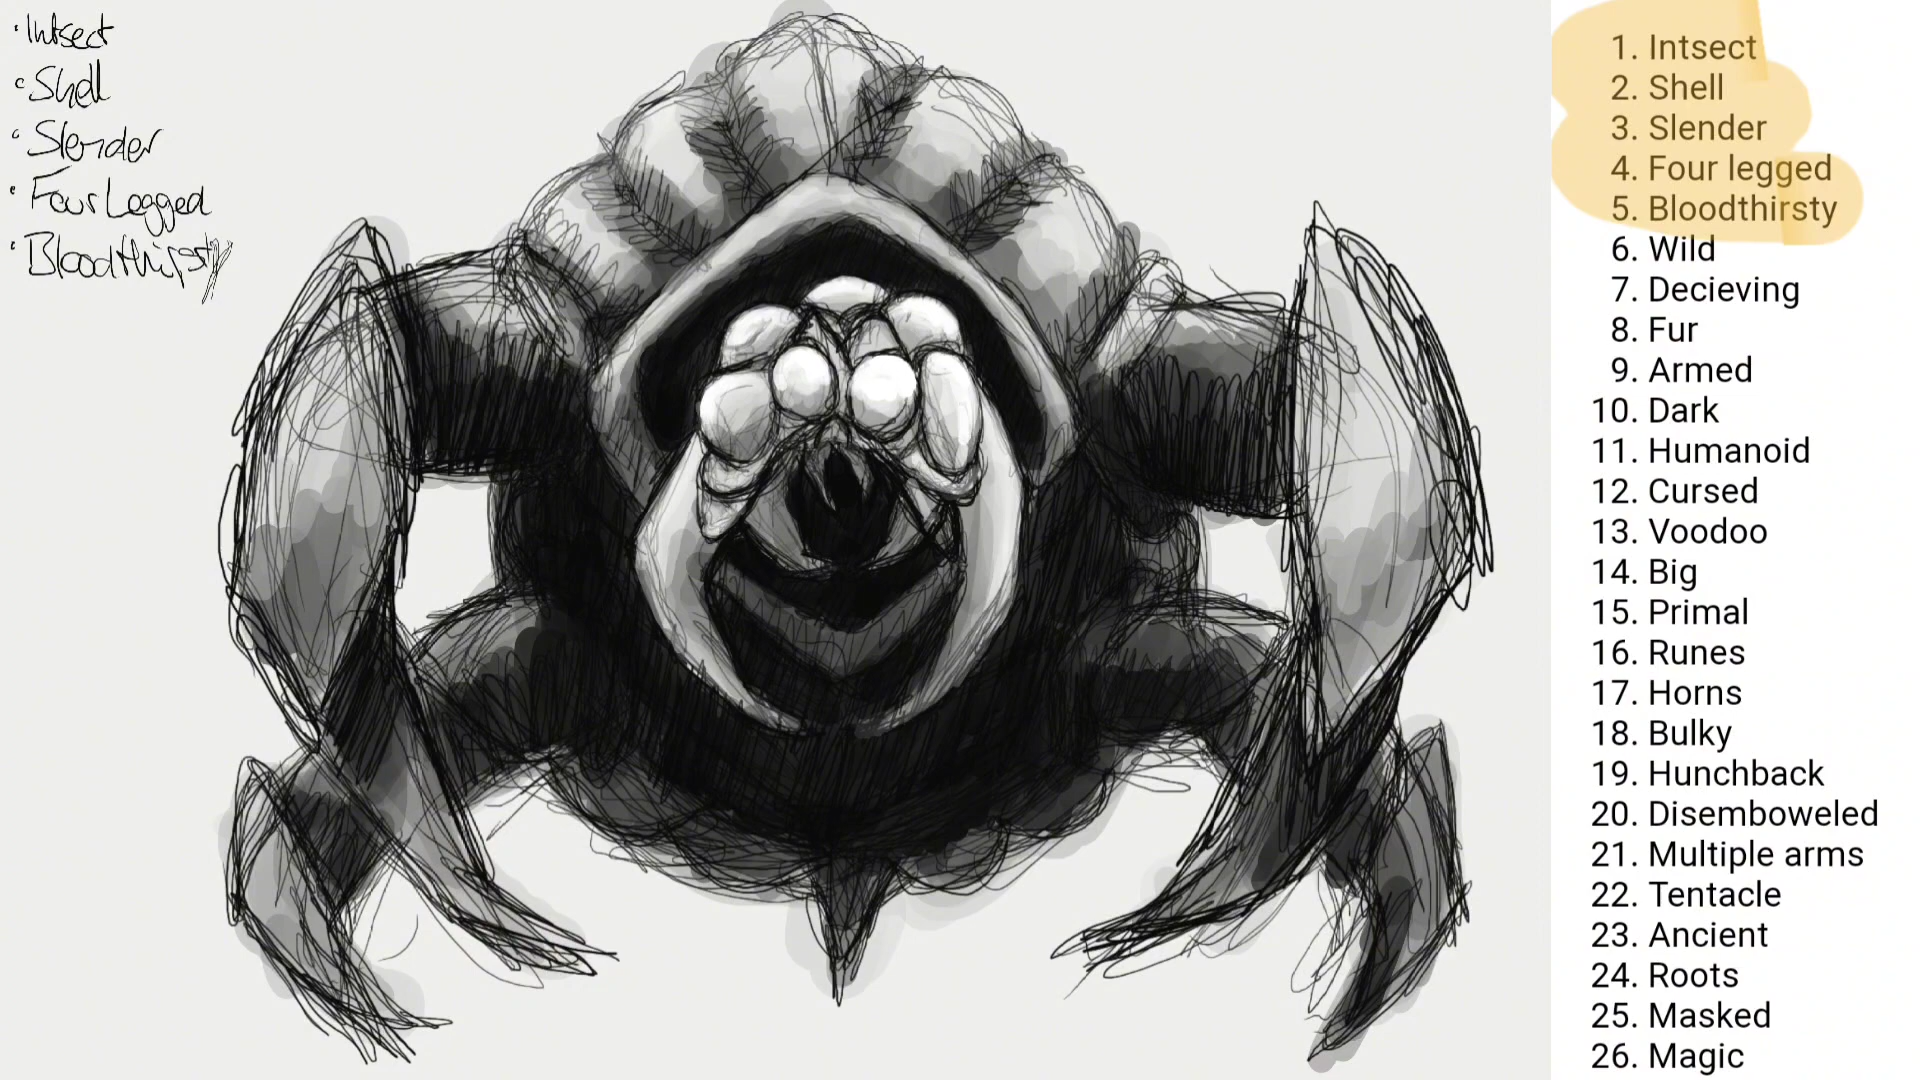 · Intsect
· Shell
· Slender
· Four Legged
· Bloodthirsty
1. Intsect
2. Shell
3. Slender
4. Four legged
5. Bloodthirsty
6. Wild
7. Decieving
8. Fur
9. Armed
10. Dark
11. Humanoid
12. Cursed
13. Voodoo
14. Big
15. Primal
16. Runes
17. Horns
18. Bulky
19. Hunchback
20. Disemboweled
21. Multiple arms
22. Tentacle
23. Ancient
24. Roots
25. Masked
26. Magic